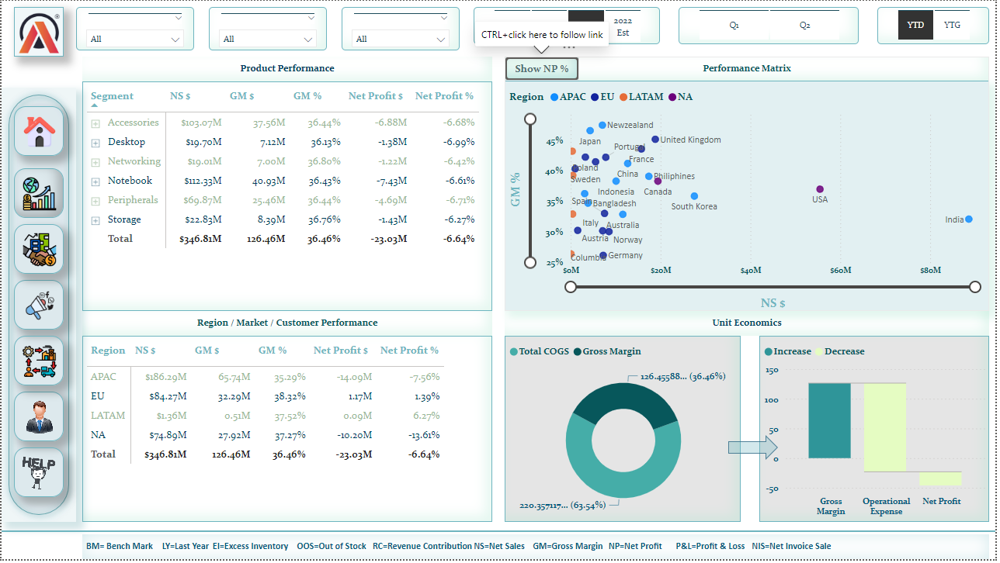 All
All
All
2022
Est
Q1
Q2
YTD
YTG
CTRL+click here to follow link
Product Performance
Segment NS $ GM $ GM % Net Profit $ Net Profit %
Accessories $103.07M 37.56M 36.44% -6.88M -6.68%
Desktop $19.70M 7.12M 36.13% -1.38M -6.99%
Networking $19.01M 7.00M 36.80% -1.22M -6.42%
Notebook $112.33M 40.93M 36.43% -7.43M -6.61%
Peripherals $69.87M 25.46M 36.44% -4.69M -6.71%
Storage $22.83M 8.39M 36.76% -1.43M -6.27%
Total $346.81M 126.46M 36.46% -23.03M -6.64%
Show NP %
Performance Matrix
Region APAC EU LATAM NA
GM %
45%
40%
35%
30%
25%
Newzealand
Japan
United Kingdom
Portugal
France
Poland
Sweden
China
Philiphines
Indonesia
Canada
Spain
Bangladesh
South Korea
USA
India
Italy
Australia
Austria
Norway
Columbia
Germany
$0M $20M $40M $60M $80M
NS $
Region / Market / Customer Performance
Region NS $ GM $ GM % Net Profit $ Net Profit %
APAC $186.29M 65.74M 35.29% -14.09M -7.56%
EU $84.27M 32.29M 38.32% 1.17M 1.39%
LATAM $1.36M 0.51M 37.52% 0.09M 6.27%
NA $74.89M 27.92M 37.27% -10.20M -13.61%
Total $346.81M 126.46M 36.46% -23.03M -6.64%
Unit Economics
Total COGS Gross Margin
126.45588... (36.46%)
220.357117... (63.54%)
Increase Decrease
150
100
50
0
-50
Gross
Margin
Operational
Expense
Net Profit
HELP
BM= Bench Mark LY=Last Year EI=Excess Inventory OOS=Out of Stock RC=Revenue Contribution NS=Net Sales GM=Gross Margin NP=Net Profit P&L=Profit & Loss NIS=Net Invoice Sale